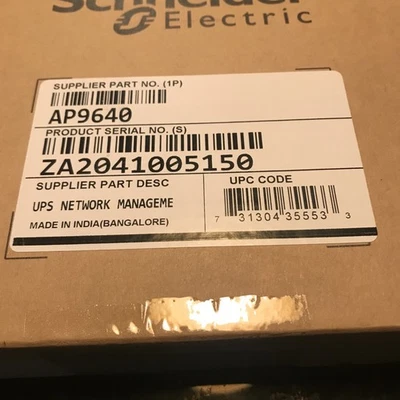 Schneider
Electric
SUPPLIER PART NO. (1P)
AP9640
PRODUCT SERIAL NO. (S)
ZA2041005150
SUPPLIER PART DESC
UPC CODE
UPS NETWORK MANAGEME
MADE IN INDIA(BANGALORE)
7 31304 35553 3